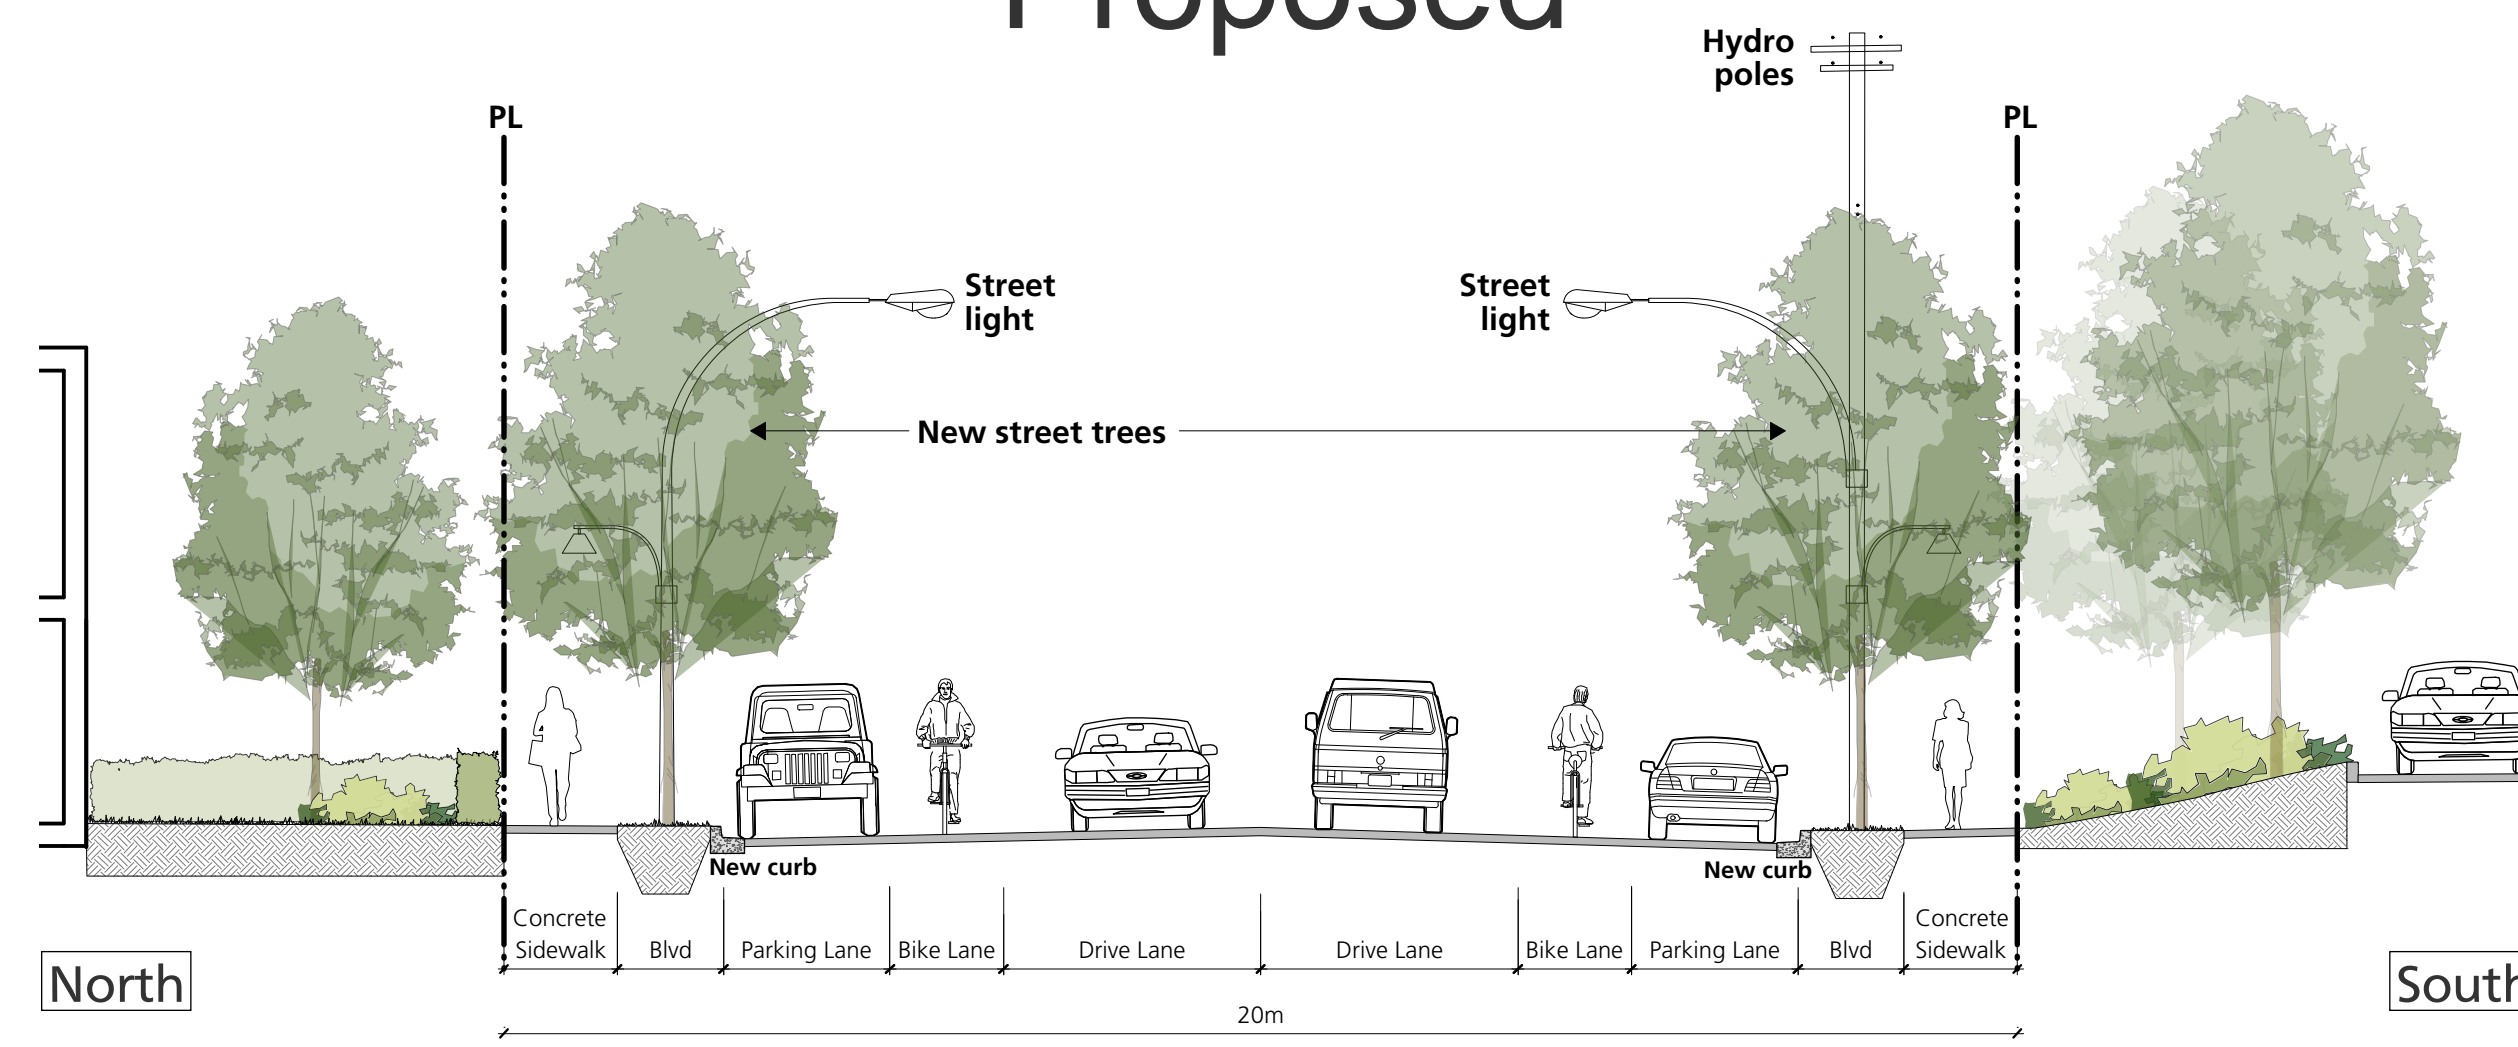 Proposed
Hydro
poles
PL
PL
Street
light
Street
light
New street trees
New curb
New curb
Concrete
Sidewalk
Blvd
Parking Lane
Bike Lane
Drive Lane
Drive Lane
Bike Lane
Parking Lane
Blvd
Concrete
Sidewalk
North
South
20m